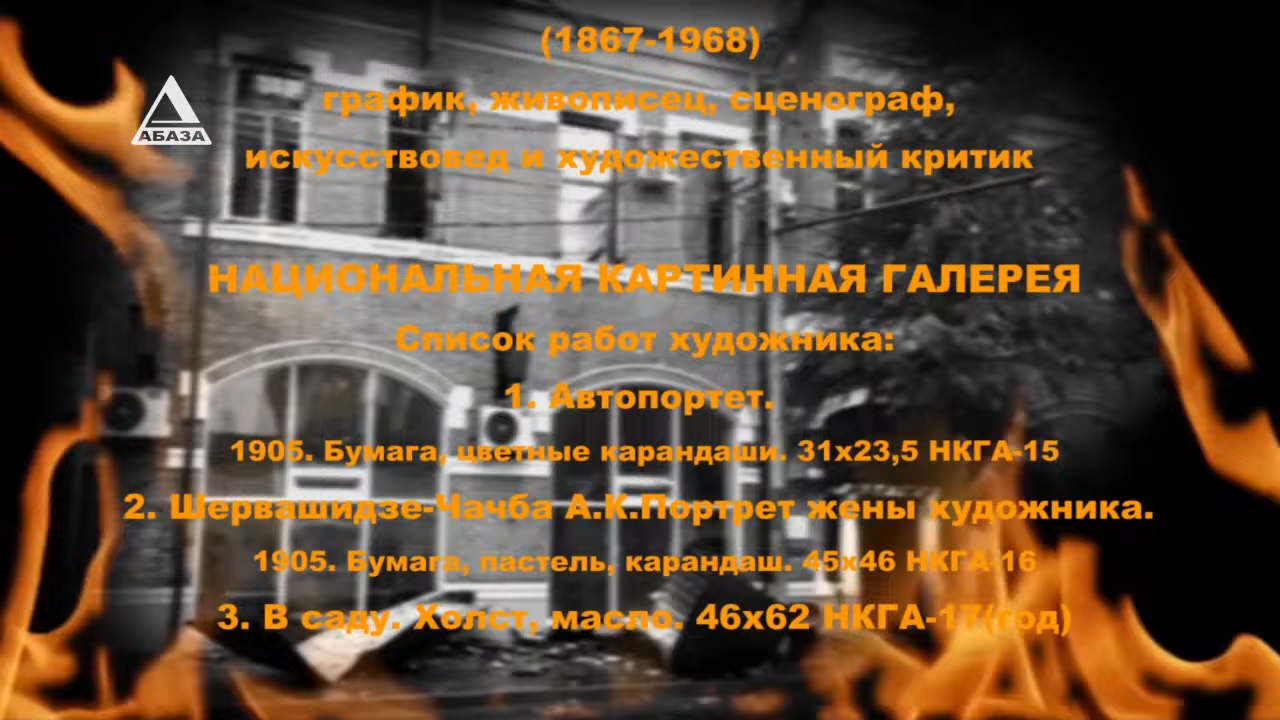 (1867-1968)
график, живописец, сценограф,
АБАЗА
искусствовед и художественный критик
НАЦИОНАЛЬНАЯ КАРТИННАЯ ГАЛЕРЕЯ
Список работ художника:
1. Автопортет.
1905. Бумага, цветные карандаши. 31х23,5 НКГА-15
2. Шервашидзе-Чачба А.К.Портрет жены художника.
1905. Бумага, пастель, карандаш. 45х46 НКГА-16
3. В саду. Холст, масло. 46х62 НКГА-17(год)